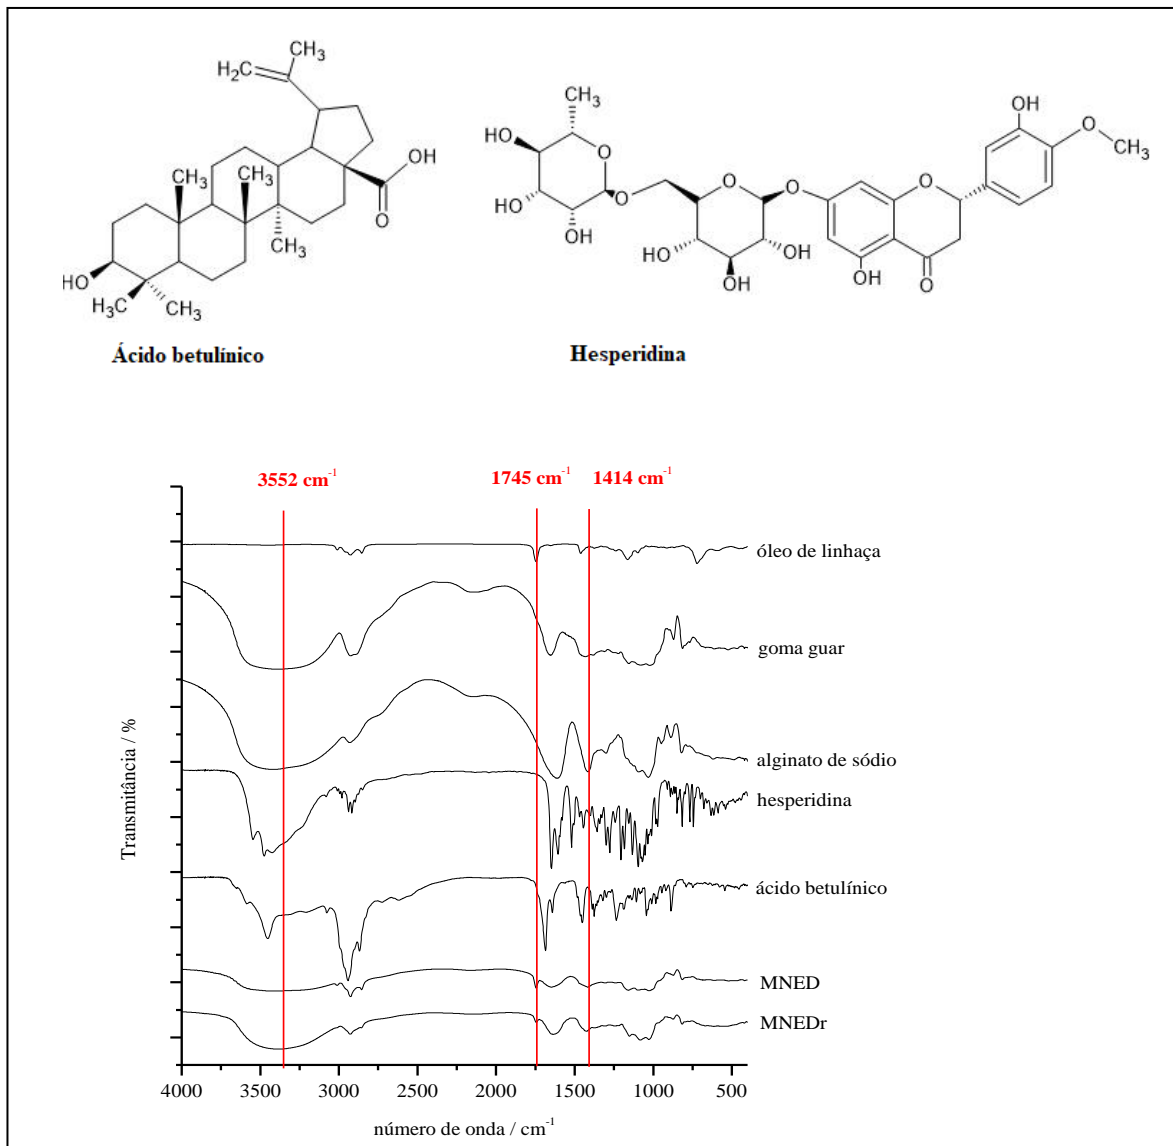 CH₃
H₂C
OH
O
CH₃
CH₃
CH₃
HO
H₃C
CH₃
Ácido betulínico
CH₃
OH
O
CH₃
HO
O
O
O
O
HO
O
O
OH
HO
OH
OH
OH
O
OH
Hesperidina
3552 cm⁻¹
1745 cm⁻¹
1414 cm⁻¹
óleo de linhaça
goma guar
alginato de sódio
hesperidina
ácido betulínico
MNED
MNEDr
Transmitância / %
4000 3500 3000 2500 2000 1500 1000 500
número de onda / cm⁻¹